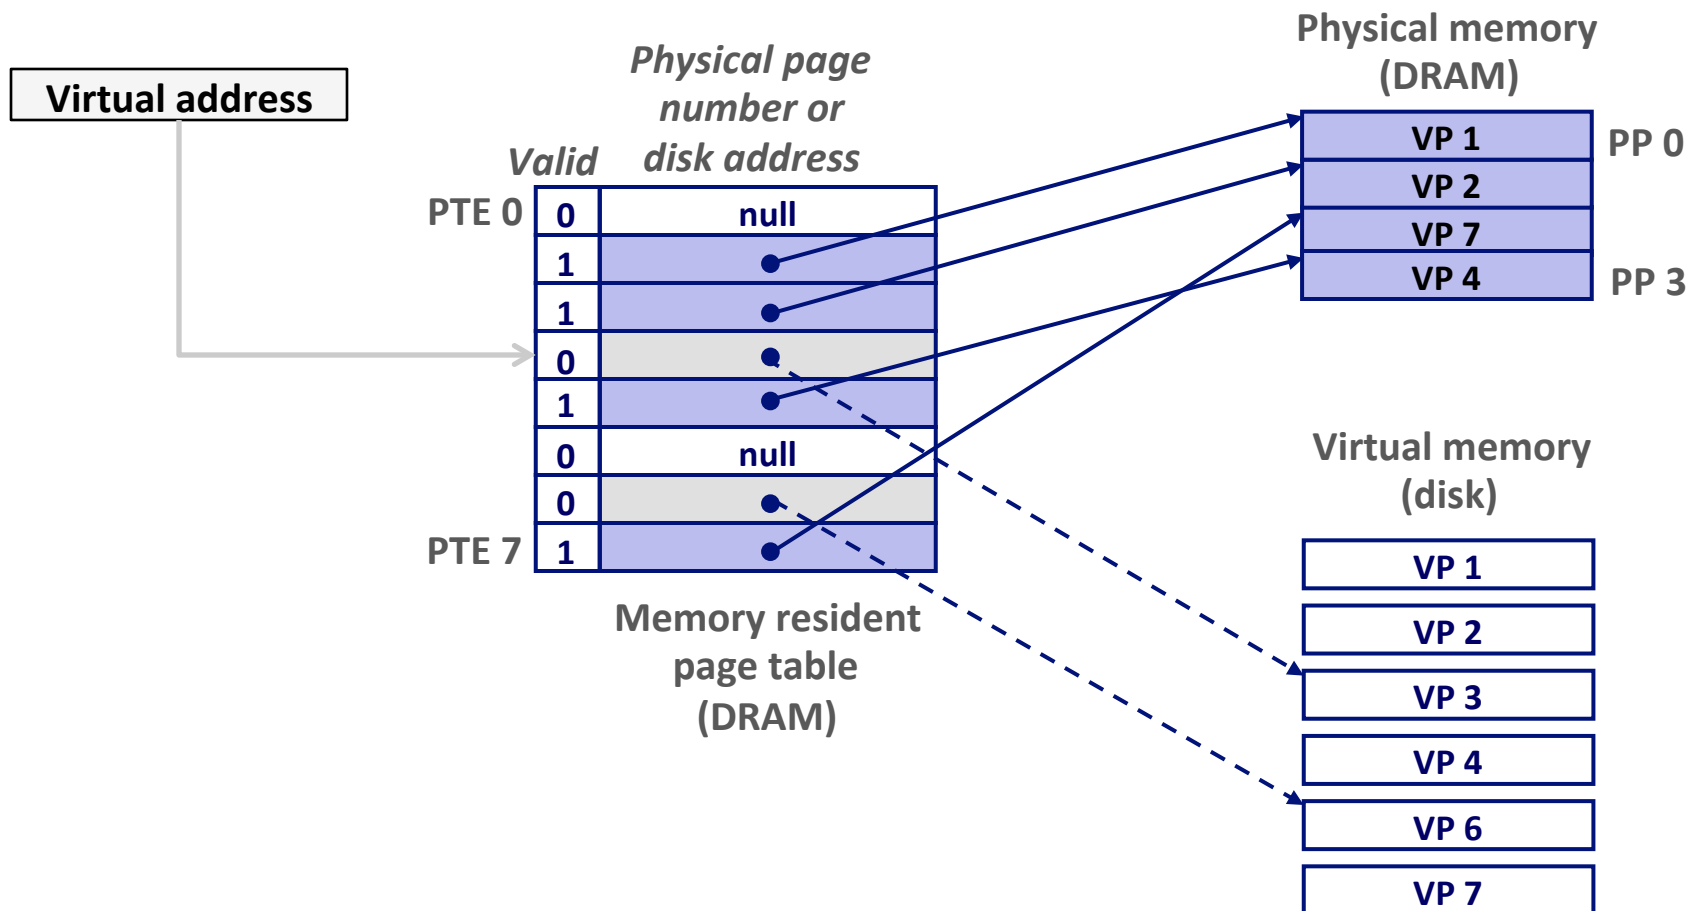 Virtual address
Physical page
number or
disk address
Valid
PTE 0
0
null
1
1
0
1
0
null
0
PTE 7
1
Memory resident
page table
(DRAM)
Physical memory
(DRAM)
VP 1
PP 0
VP 2
VP 7
VP 4
PP 3
Virtual memory
(disk)
VP 1
VP 2
VP 3
VP 4
VP 6
VP 7